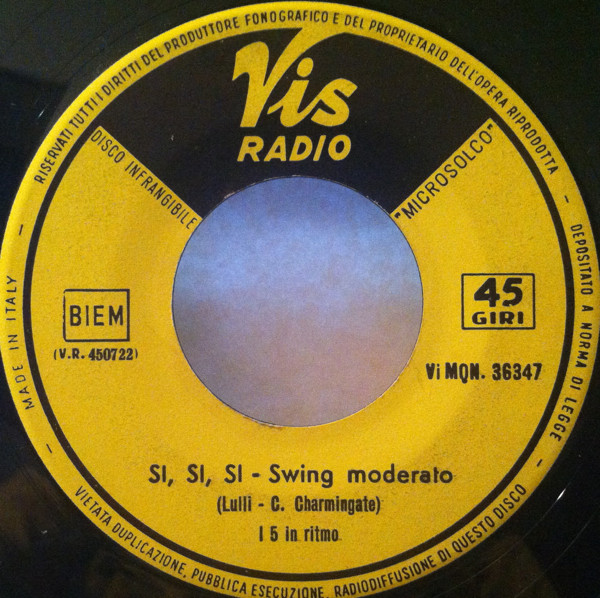 RISERVATI TUTTI I DIRITTI DEL PRODUTTORE FONOGRAFICO E DEL PROPRIETARIO DELL'OPERA RIPRODOTTA
Vis
RADIO
DISCO INFRANGIBILE
"MICROSOLCO"
BIEM
(V.R. 450722)
45
GIRI
Vi MQN. 36347
SI, SI, SI - Swing moderato
(Lulli - C. Charmingate)
I 5 in ritmo
— MADE IN ITALY —
— DEPOSITATO A NORMA DI LEGGE —
VIETATA DUPLICAZIONE, PUBBLICA ESECUZIONE, RADIODIFFUSIONE DI QUESTO DISCO